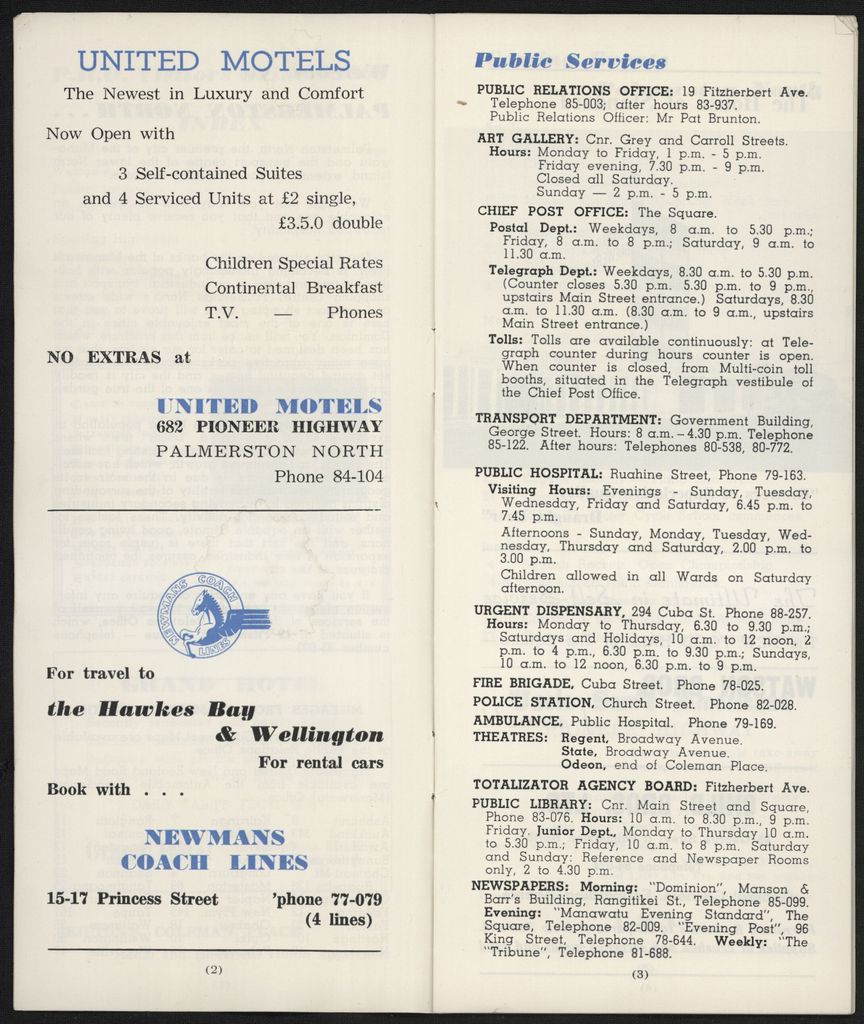 UNITED MOTELS
The Newest in Luxury and Comfort
Now Open with
3 Self-contained Suites
and 4 Serviced Units at £2 single,
£3.5.0 double
Children Special Rates
Continental Breakfast
T.V. — Phones
NO EXTRAS at
UNITED MOTELS
682 PIONEER HIGHWAY
PALMERSTON NORTH
Phone 84-104
NEWMANS COACH LINES
For travel to
the Hawkes Bay
& Wellington
For rental cars
Book with . . .
NEWMANS
COACH LINES
15-17 Princess Street 'phone 77-079
(4 lines)
(2)
Public Services
PUBLIC RELATIONS OFFICE: 19 Fitzherbert Ave.
Telephone 85-003; after hours 83-937.
Public Relations Officer: Mr Pat Brunton.
ART GALLERY: Cnr. Grey and Carroll Streets.
Hours: Monday to Friday, 1 p.m. - 5 p.m.
Friday evening, 7.30 p.m. - 9 p.m.
Closed all Saturday.
Sunday — 2 p.m. - 5 p.m.
CHIEF POST OFFICE: The Square.
Postal Dept.: Weekdays, 8 a.m. to 5.30 p.m.;
Friday, 8 a.m. to 8 p.m.; Saturday, 9 a.m. to
11.30 a.m.
Telegraph Dept.: Weekdays, 8.30 a.m. to 5.30 p.m.
(Counter closes 5.30 p.m. 5.30 p.m. to 9 p.m.,
upstairs Main Street entrance.) Saturdays, 8.30
a.m. to 11.30 a.m. (8.30 a.m. to 9 a.m., upstairs
Main Street entrance.)
Tolls: Tolls are available continuously: at Tele-
graph counter during hours counter is open.
When counter is closed, from Multi-coin toll
booths, situated in the Telegraph vestibule of
the Chief Post Office.
TRANSPORT DEPARTMENT: Government Building,
George Street. Hours: 8 a.m. – 4.30 p.m. Telephone
85-122. After hours: Telephones 80-538, 80-772.
PUBLIC HOSPITAL: Ruahine Street, Phone 79-163.
Visiting Hours: Evenings - Sunday, Tuesday,
Wednesday, Friday and Saturday, 6.45 p.m. to
7.45 p.m.
Afternoons - Sunday, Monday, Tuesday, Wed-
nesday, Thursday and Saturday, 2.00 p.m. to
3.00 p.m.
Children allowed in all Wards on Saturday
afternoon.
URGENT DISPENSARY, 294 Cuba St. Phone 88-257.
Hours: Monday to Thursday, 6.30 to 9.30 p.m.;
Saturdays and Holidays, 10 a.m. to 12 noon, 2
p.m. to 4 p.m., 6.30 p.m. to 9.30 p.m.; Sundays,
10 a.m. to 12 noon, 6.30 p.m. to 9 p.m.
FIRE BRIGADE, Cuba Street. Phone 78-025.
POLICE STATION, Church Street. Phone 82-028.
AMBULANCE, Public Hospital. Phone 79-169.
THEATRES: Regent, Broadway Avenue.
State, Broadway Avenue.
Odeon, end of Coleman Place.
TOTALIZATOR AGENCY BOARD: Fitzherbert Ave.
PUBLIC LIBRARY: Cnr. Main Street and Square,
Phone 83-076. Hours: 10 a.m. to 8.30 p.m., 9 p.m.
Friday. Junior Dept., Monday to Thursday 10 a.m.
to 5.30 p.m.; Friday, 10 a.m. to 8 p.m. Saturday
and Sunday: Reference and Newspaper Rooms
only, 2 to 4.30 p.m.
NEWSPAPERS: Morning: "Dominion", Manson &
Barr's Building, Rangitikei St., Telephone 85-099.
Evening: "Manawatu Evening Standard", The
Square, Telephone 82-009. "Evening Post", 96
King Street, Telephone 78-644. Weekly: "The
"Tribune", Telephone 81-688.
(3)